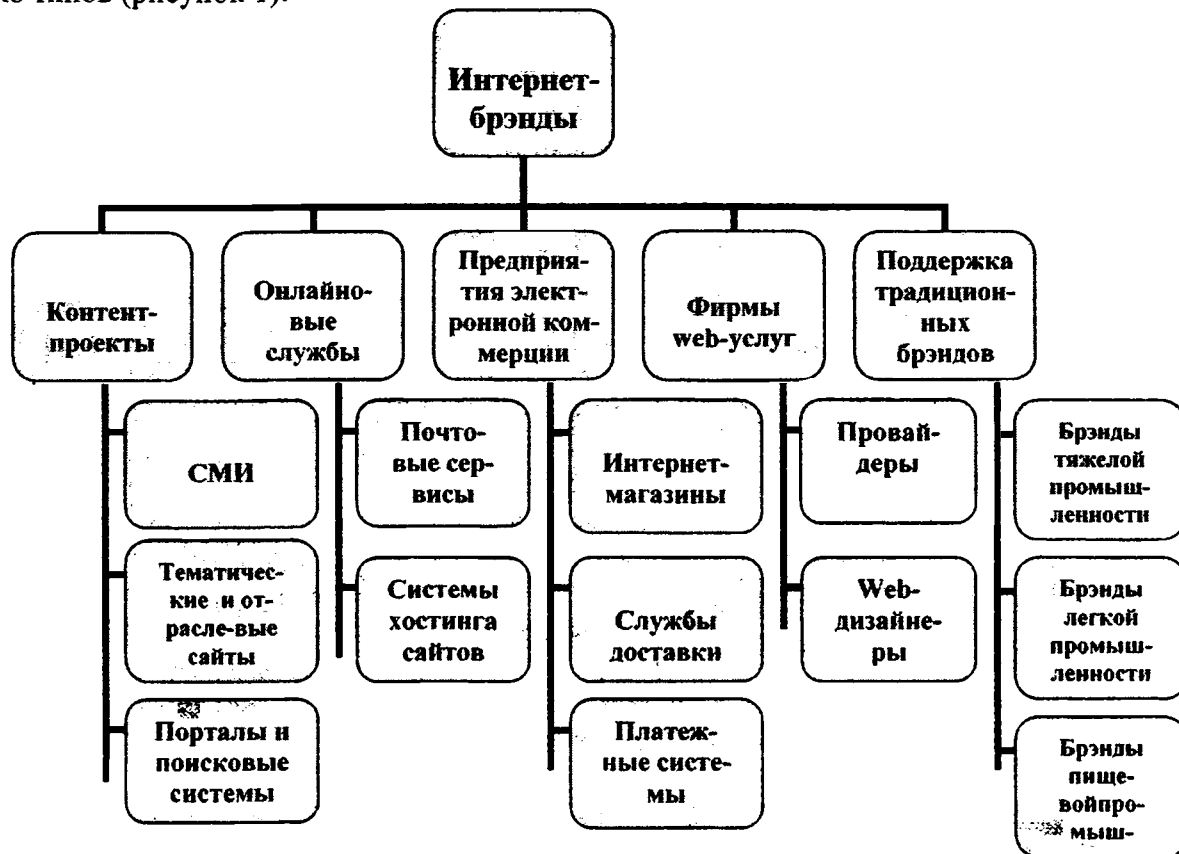 (рисунок 1).
Интернет-
брэнды
Контент-
проекты
Онлайно-
вые
службы
Предприя-
тия элект-
ронной ком-
мерции
Фирмы
web-услуг
Поддержка
традицион-
ных
брэндов
СМИ
Тематичес-
кие и от-
расле-вые
сайты
Порталы и
поисковые
системы
Почто-
вые сер-
висы
Системы
хостинга
сайтов
Интернет-
магазины
Службы
доставки
Платеж-
ные систе-
мы
Провай-
деры
Web-
дизайне-
ры
Брэнды
тяжелой
промыш-
ленности
Брэнды
легкой
промыш-
ленности
Брэнды
пище-
войпро-
мыш-